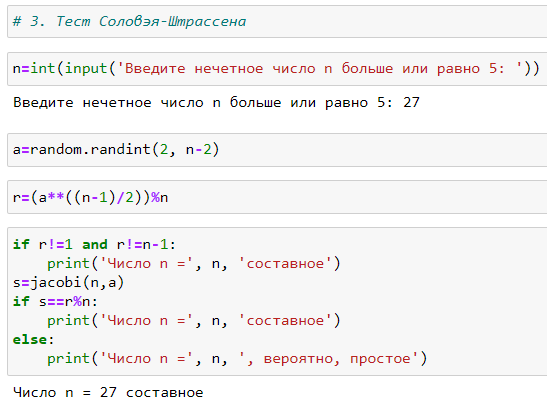 # 3. Тест Соловэя-Штрассена
n=int(input('Введите нечетное число n больше или равно 5: '))
Введите нечетное число n больше или равно 5: 27
a=random.randint(2, n-2)
r=(a**((n-1)/2))%n
if r!=1 and r!=n-1:
    print('Число n =', n, 'составное')
s=jacobi(n,a)
if s==r%n:
    print('Число n =', n, 'составное')
else:
    print('Число n =', n, ', вероятно, простое')
Число n = 27 составное